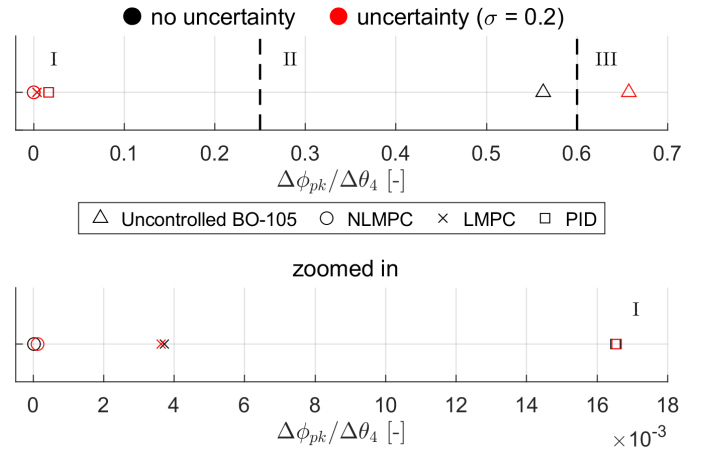 no uncertainty uncertainty (σ = 0.2)
I II III
0 0.1 0.2 0.3 0.4 0.5 0.6 0.7
Δϕ_pk/Δθ_4 [-]
Uncontrolled BO-105 NLMPC LMPC PID
zoomed in
I
0 2 4 6 8 10 12 14 16 18
Δϕ_pk/Δθ_4 [-]
×10^-3